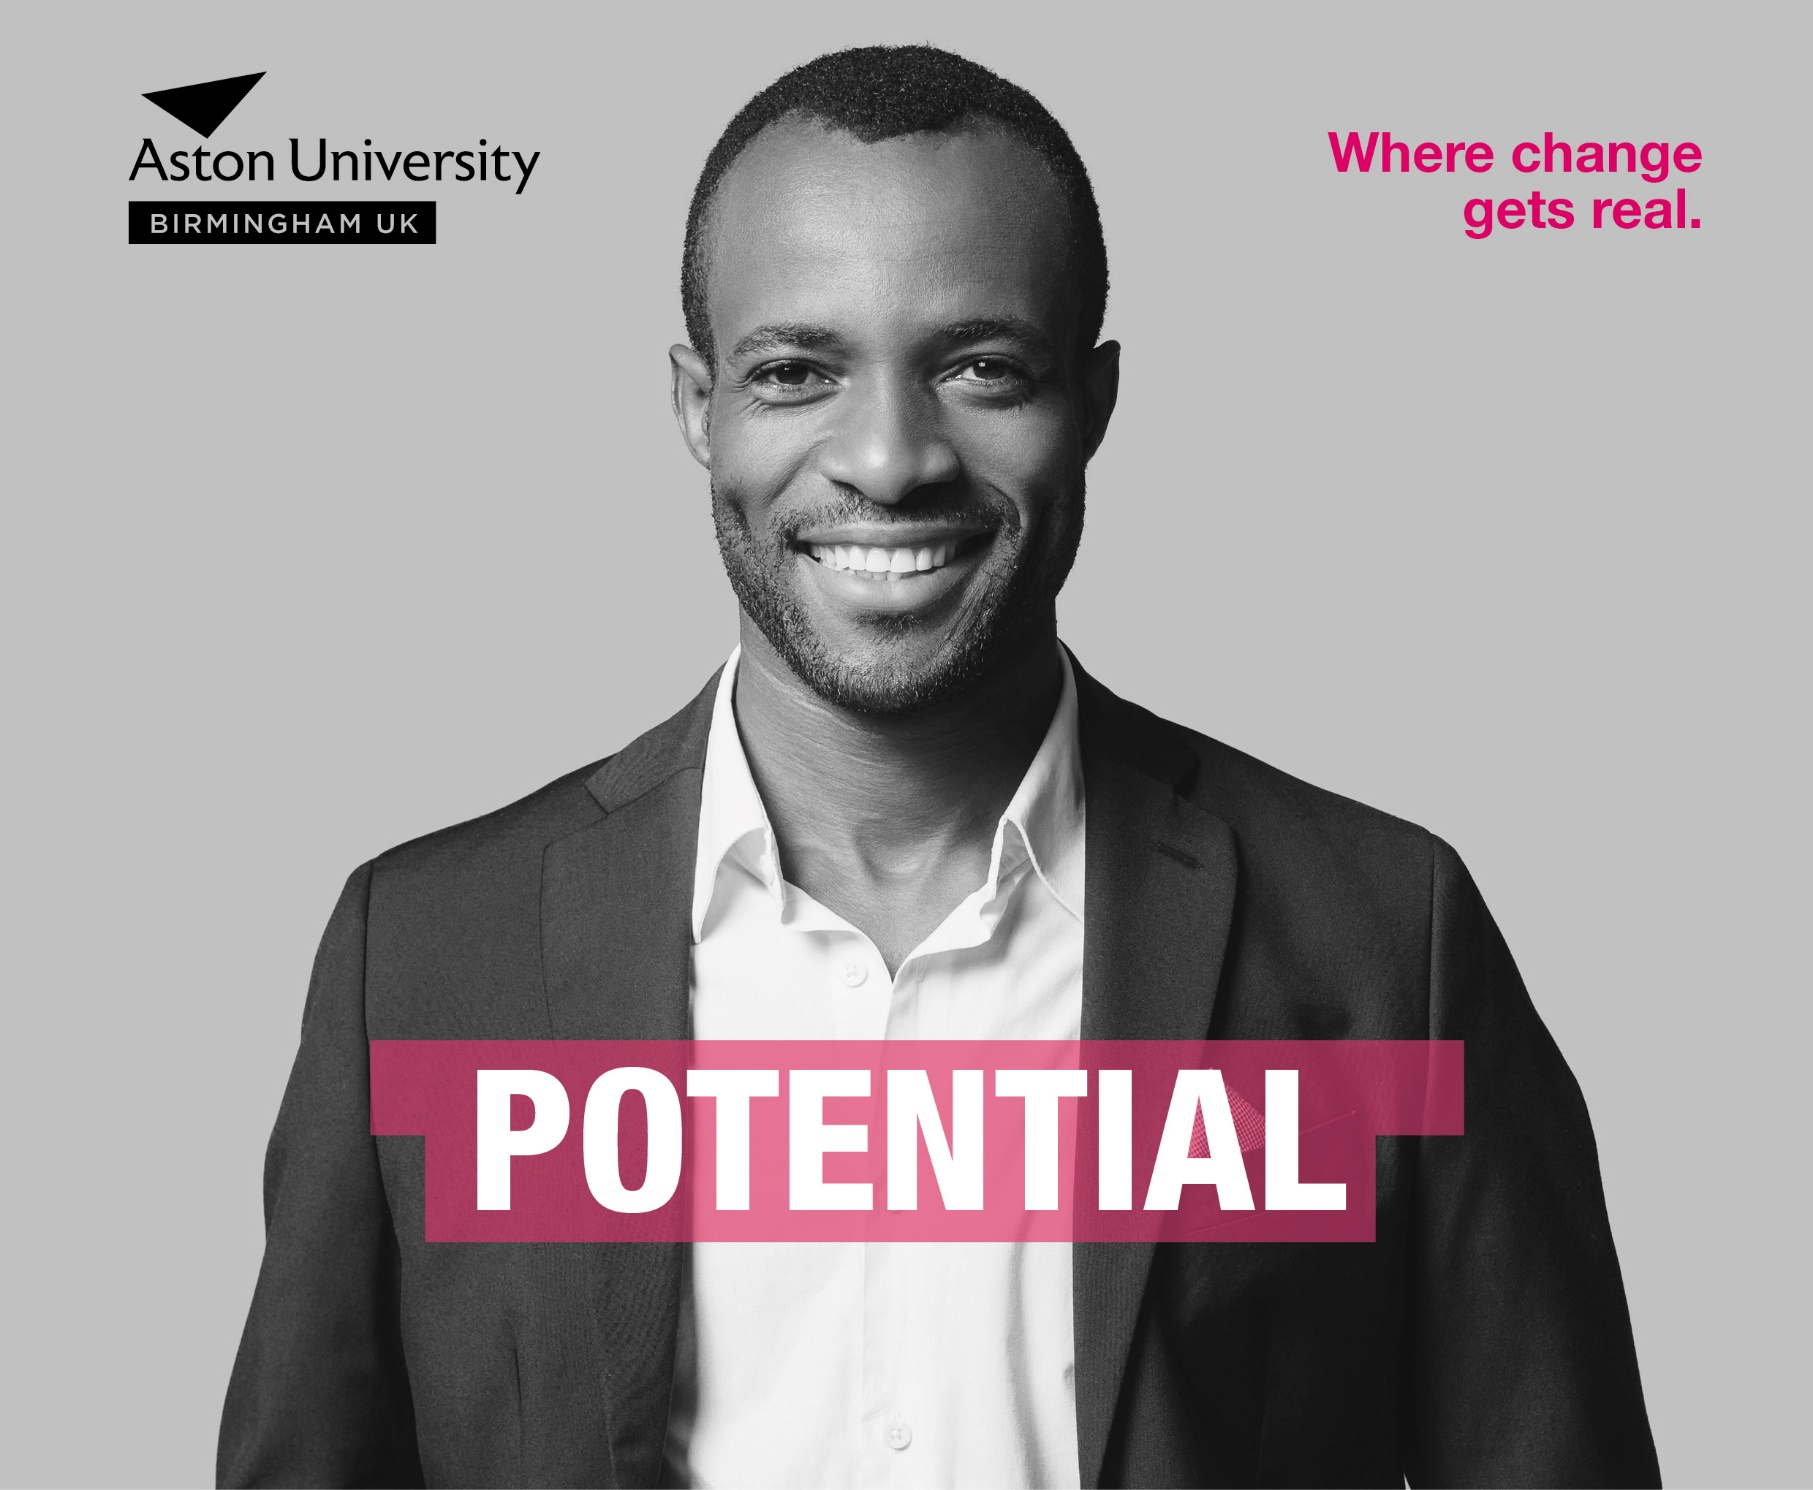 Aston University
BIRMINGHAM UK
Where change
gets real.
POTENTIAL